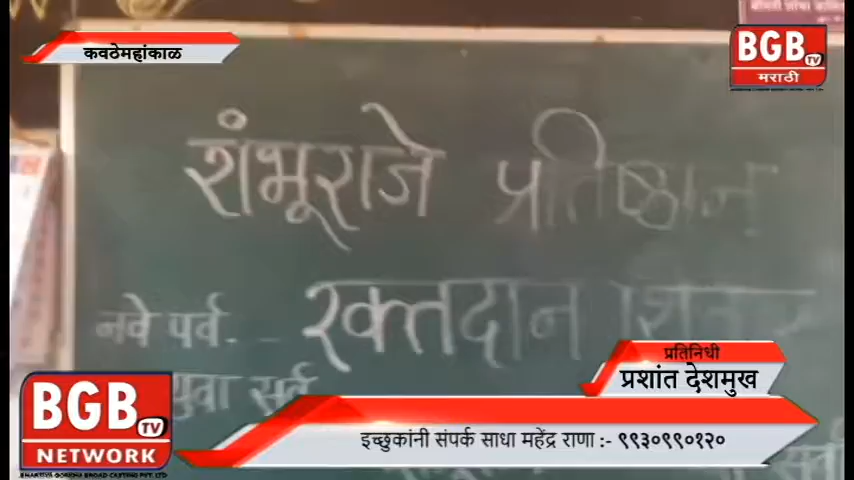 कवठेमहांकाळ
BGB TV
मराठी
शंभूराजे प्रतिष्ठान
रक्तदान
नवे पर्व.
युवा सर्व
प्रतिनिधी
प्रशांत देशमुख
BGB TV
NETWORK
इच्छुकांनी संपर्क साधा महेंद्र राणा :- ९९३०९९०१२०